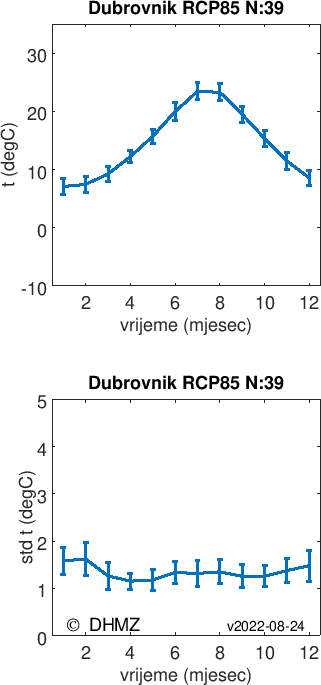 Dubrovnik RCP85 N:39
30
20
10
0
-10
t (degC)
2 4 6 8 10 12
vrijeme (mjesec)
Dubrovnik RCP85 N:39
5
4
3
2
1
0
std t (degC)
© DHMZ v2022-08-24
2 4 6 8 10 12
vrijeme (mjesec)